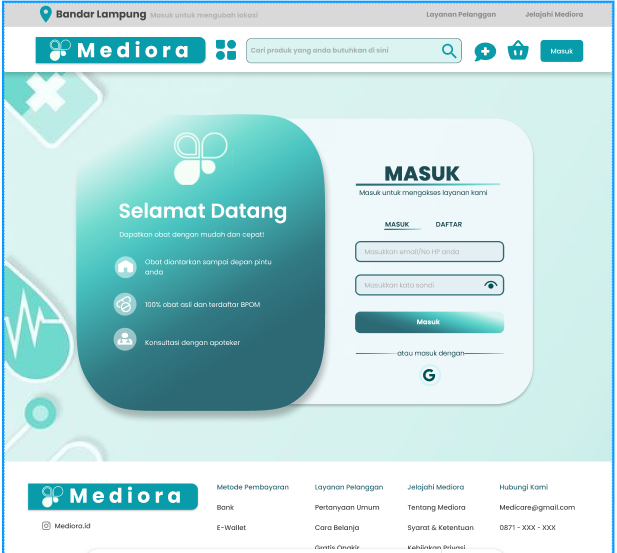 Bandar Lampung Masuk untuk mengubah lokasi
Layanan Pelanggan
Jelajahi Mediora
Mediora
Cari produk yang anda butuhkan di sini
Masuk
Selamat Datang
Dapatkan obat dengan mudah dan cepat!
Obat diantarkan sampai depan pintu
anda
100% obat asli dan terdaftar BPOM
Konsultasi dengan apoteker
MASUK
Masuk untuk mengakses layanan kami
MASUK
DAFTAR
Masukkan email/No HP anda
Masukkan kata sandi
Masuk
atau masuk dengan
G
Mediora
Mediora.id
Metode Pembayaran
Bank
E-Wallet
Layanan Pelanggan
Pertanyaan Umum
Cara Belanja
Gratis Ongkir
Jelajahi Mediora
Tentang Mediora
Syarat & Ketentuan
Kebijakan Privasi
Hubungi Kami
Medicare@gmail.com
0871 - XXX - XXX